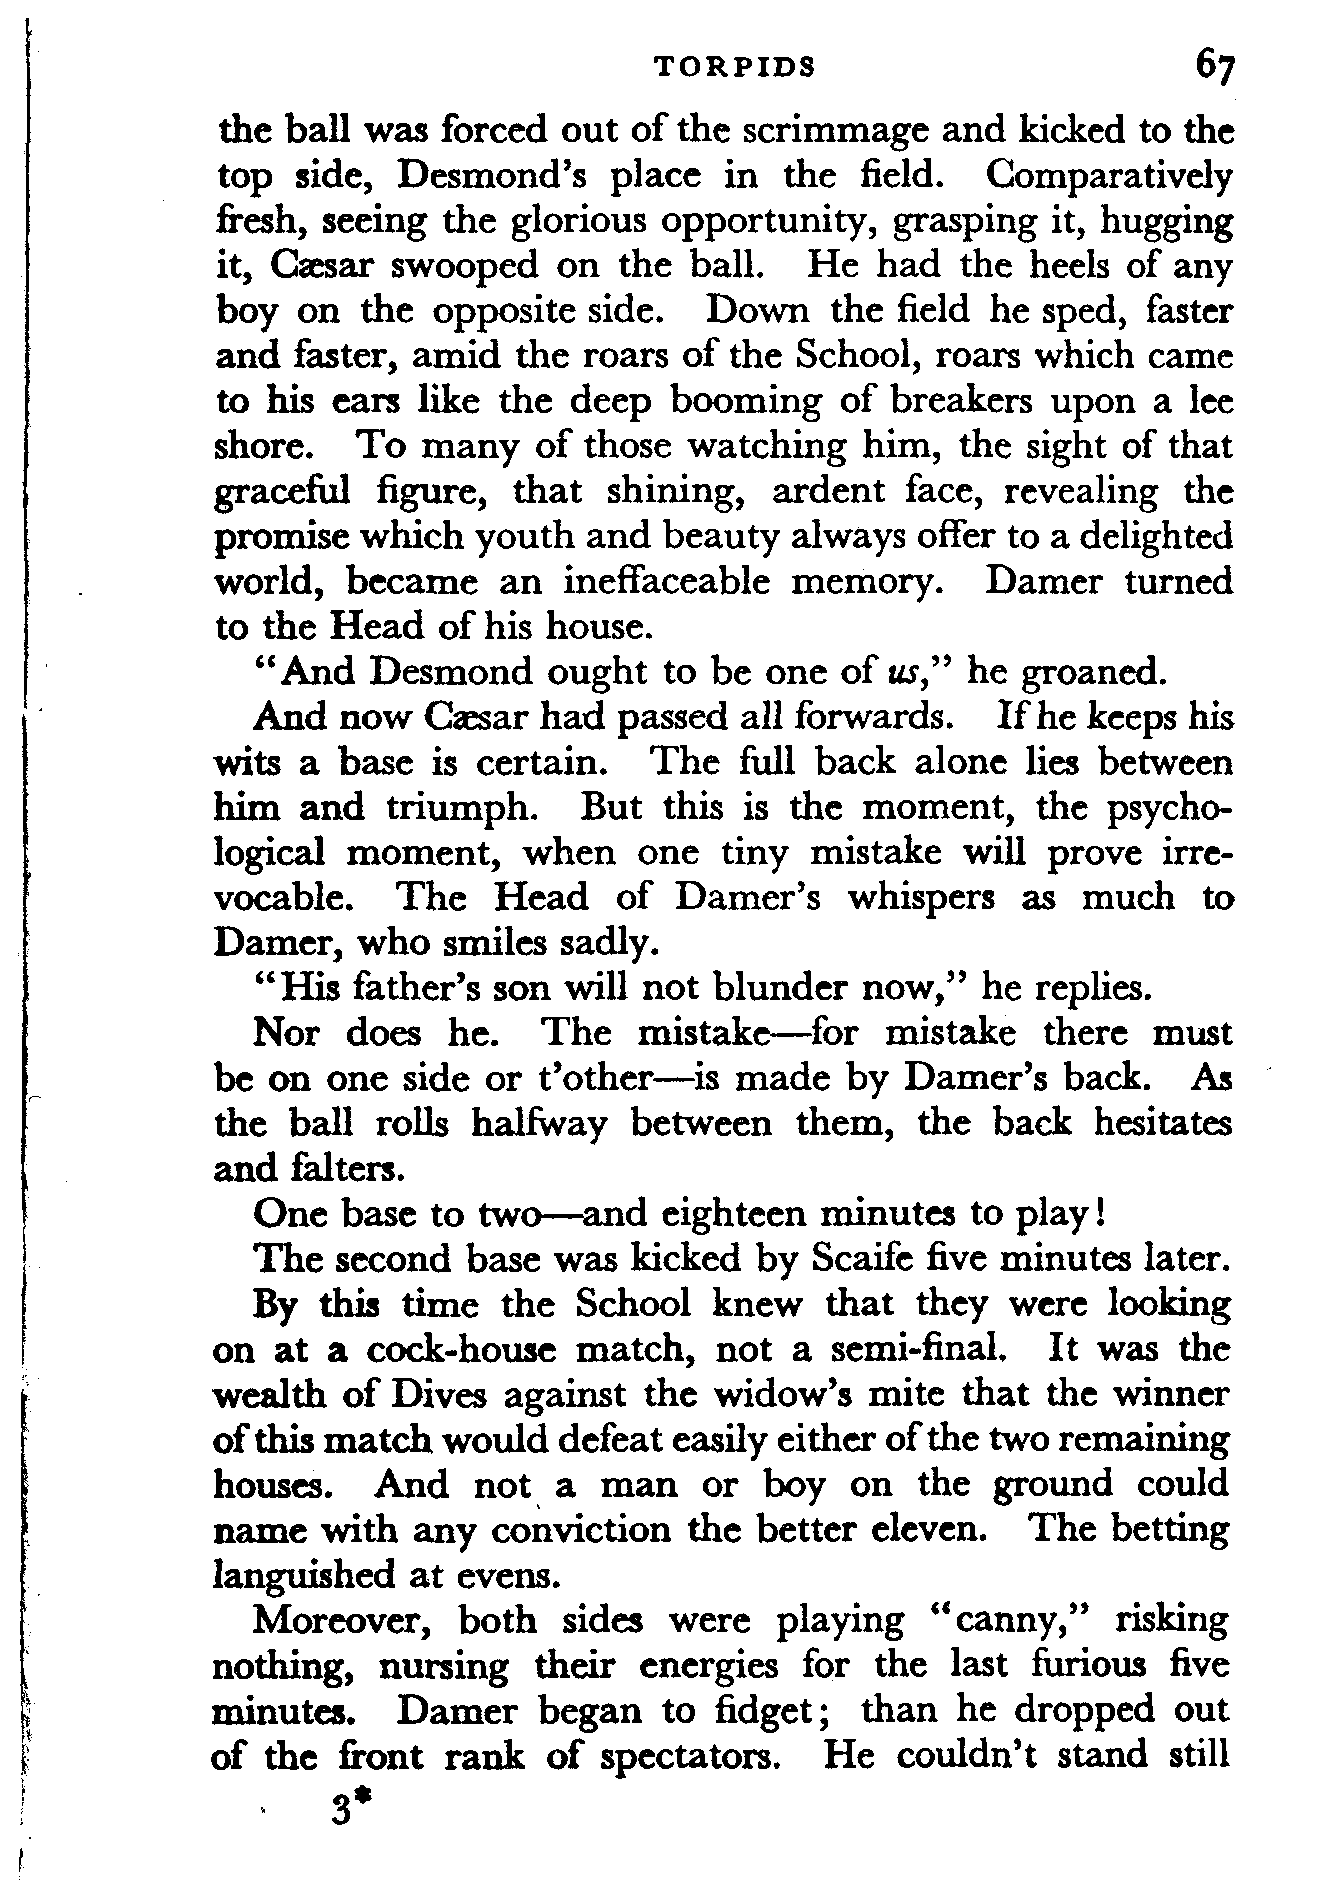 TORPIDS 67
the ball was forced out of the scrimmage and kicked to the
top side, Desmond's place in the field. Comparatively
fresh, seeing the glorious opportunity, grasping it, hugging
it, Cæsar swooped on the ball. He had the heels of any
boy on the opposite side. Down the field he sped, faster
and faster, amid the roars of the School, roars which came
to his ears like the deep booming of breakers upon a lee
shore. To many of those watching him, the sight of that
graceful figure, that shining, ardent face, revealing the
promise which youth and beauty always offer to a delighted
world, became an ineffaceable memory. Damer turned
to the Head of his house.
“And Desmond ought to be one of us,” he groaned.
And now Cæsar had passed all forwards. If he keeps his
wits a base is certain. The full back alone lies between
him and triumph. But this is the moment, the psycho-
logical moment, when one tiny mistake will prove irre-
vocable. The Head of Damer's whispers as much to
Damer, who smiles sadly.
“His father's son will not blunder now,” he replies.
Nor does he. The mistake—for mistake there must
be on one side or t'other—is made by Damer's back. As
the ball rolls halfway between them, the back hesitates
and falters.
One base to two—and eighteen minutes to play!
The second base was kicked by Scaife five minutes later.
By this time the School knew that they were looking
on at a cock-house match, not a semi-final. It was the
wealth of Dives against the widow's mite that the winner
of this match would defeat easily either of the two remaining
houses. And not a man or boy on the ground could
name with any conviction the better eleven. The betting
languished at evens.
Moreover, both sides were playing “canny,” risking
nothing, nursing their energies for the last furious five
minutes. Damer began to fidget; than he dropped out
of the front rank of spectators. He couldn't stand still
3*